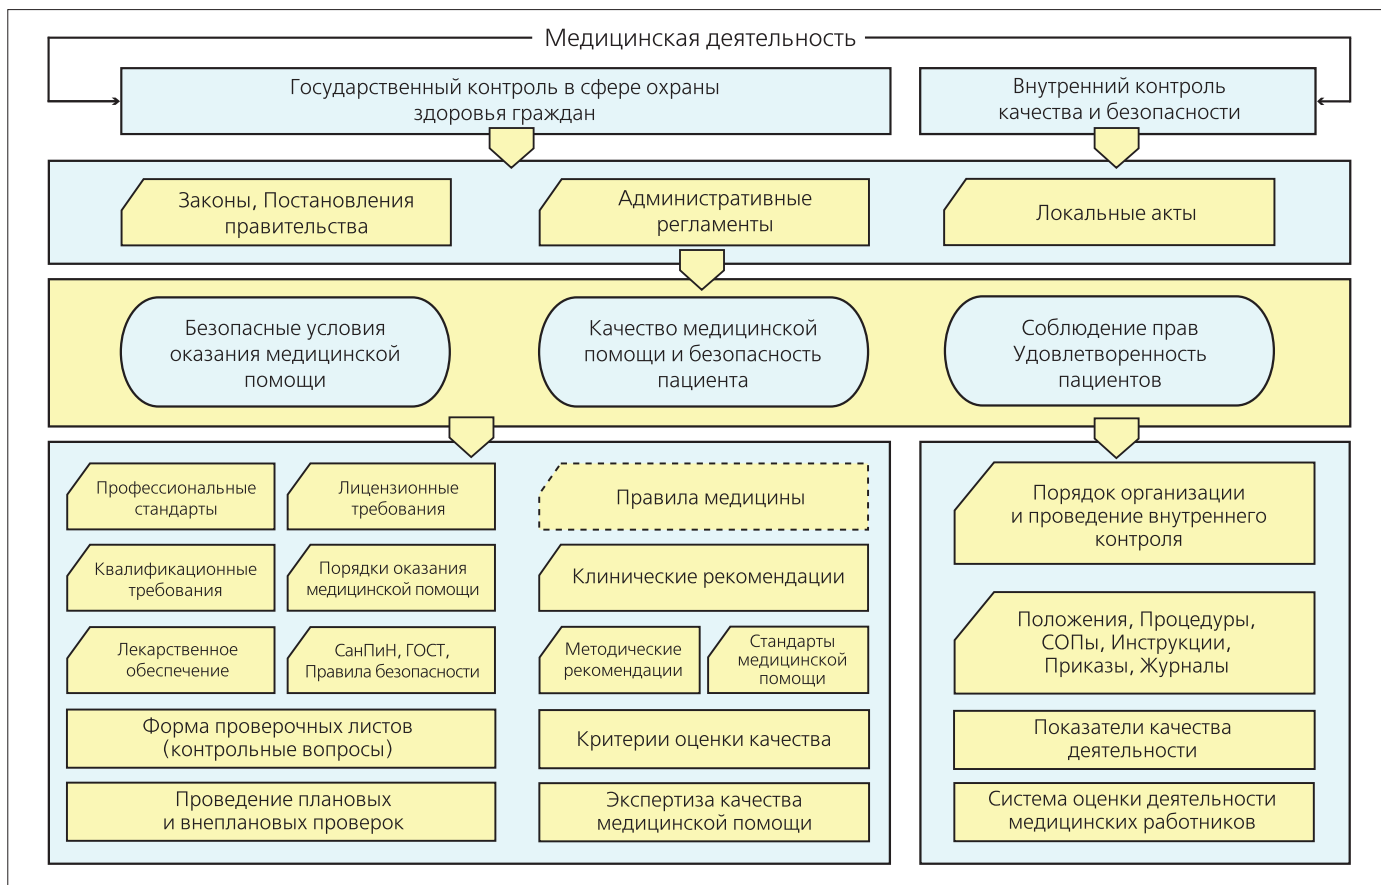 Медицинская деятельность
Государственный контроль в сфере охраны
здоровья граждан
Внутренний контроль
качества и безопасности
Законы, Постановления
правительства
Административные
регламенты
Локальные акты
Безопасные условия
оказания медицинской
помощи
Качество медицинской
помощи и безопасность
пациента
Соблюдение прав
Удовлетворенность
пациентов
Профессиональные
стандарты
Лицензионные
требования
Правила медицины
Порядок организации
и проведение внутреннего
контроля
Квалификационные
требования
Порядки оказания
медицинской помощи
Клинические рекомендации
Положения, Процедуры,
СОПы, Инструкции,
Приказы, Журналы
Лекарственное
обеспечение
СанПиН, ГОСТ,
Правила безопасности
Методические
рекомендации
Стандарты
медицинской
помощи
Форма проверочных листов
(контрольные вопросы)
Критерии оценки качества
Показатели качества
деятельности
Проведение плановых
и внеплановых проверок
Экспертиза качества
медицинской помощи
Система оценки деятельности
медицинских работников